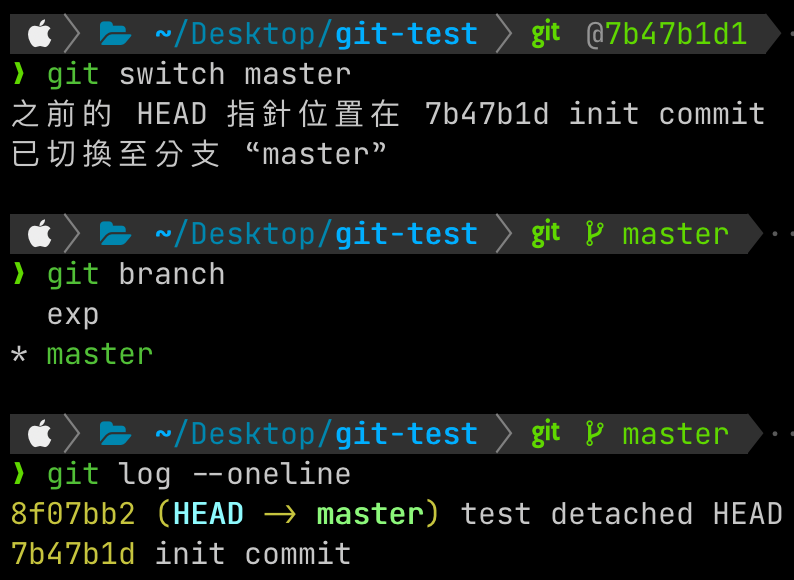 ~/Desktop/git-test git @7b47b1d1
❱ git switch master
之前的 HEAD 指針位置在 7b47b1d init commit
已切換至分支 “master”
~/Desktop/git-test git master
❱ git branch
exp
* master
~/Desktop/git-test git master
❱ git log --oneline
8f07bb2 (HEAD -> master) test detached HEAD
7b47b1d init commit